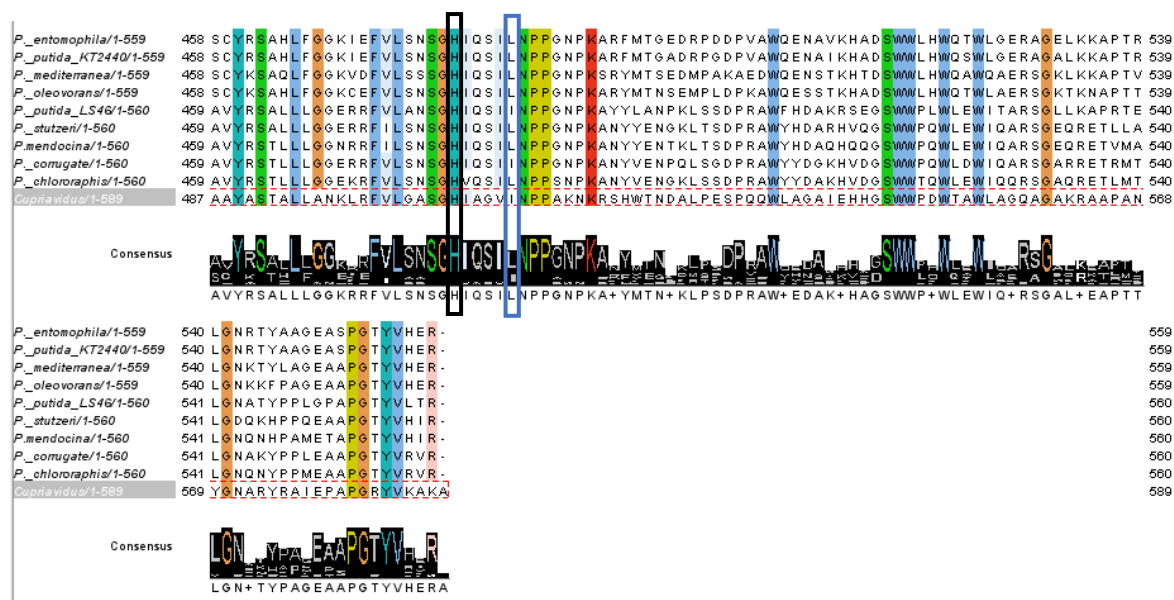 P._entomophila/1-559 458 SCYRSAHLFGGKIEFVLSNSGHIQSILNPPGNPKARFMTGEDRPDDPVAWQENAVKHADSWWLHWQTWLGERAGELKKAPTR 539
P._putida_KT2440/1-559 458 SCYRSAHLFGGKIEFVLSNSGHIQSILNPPGNPKARFMTGADRPGDPVAWQENAIKHADSWWLHWQSWLGERAGALKKAPTR 539
P._mediterranea/1-559 458 SCYKSAQLFGGKVDFVLSNSGHIQSILNPPGNPKSRYMTSEDMPAKAEDWQENSTKHTDSWWLHWQQWQAERSGKLKKAPTV 539
P._oleovorans/1-559 458 SCYKSAHLFGGKCEFVLSNSGHIQSILNPPGNPKSRYMTNSEMPLDPKAWQESSTKHADSWWLHWQQWLAERSGKTKNAPTT 539
P._putida_LS46/1-560 459 AVYRSALLLGGERRFVLANSGHIQSIINPPGNPKAYYLANPKLSSDPRAWFHDAKRSEGSWWPLWLEWITARSGLLKAPRTE 540
P._stutzeri/1-560 459 AVYRSTLLLGGERRFILSNSGHIQSILNPPGNPKANYYENGKLTSDPRAWYHDARHVQGSWWPQWLEWIQARSGEQRETLLA 540
P.mendocina/1-560 459 AVYRSTLLLGGNRRFILSNSGHIQSILNPPGNPKANYYENTKLTSDPRAWYHDAQHQQGSWWPQWLEWIQARSGEQRETVMA 540
P._corrugate/1-560 459 AVYRSALLLGGERRFVLSNSGHIQSIINPPGNPKANYVENPQLSGDPRAWYYDGKHVDGSWWPQWLDWIQARSGARRETRMT 540
P._chlororaphis/1-560 459 AVYRSTLLLGGEKRFVLSNSGHVQSILNPPSNPKANYVENGKLSSDPRAWYYDAKHVDGSWWTQWLDWIQQRSGAQRETLMT 540
Cupriavidus/1-589 487 AAYASTALLANKLRFVLGASGHIAGVINPPAKNKRSHWTNDALPESPQQWLAGAIEHHGSWWPDWTAWLAGQAGAKRAAPAN 568
Consensus
AVYRSALLLGGKRRFVLSNSGHIQSILNPPGNPKA+YMTN+KLPSDPRAW+EDAK+HAGSWWP+WLEWIQ+RSGAL+EAPTT
P._entomophila/1-559 540 LGNRTYAAGEASPGTYVHER- 559
P._putida_KT2440/1-559 540 LGNRTYAAGEASPGTYVHER- 559
P._mediterranea/1-559 540 LGNKTYLAGEAAPGTYVHER- 559
P._oleovorans/1-559 540 LGNKKFPAGEAAPGTYVHER- 559
P._putida_LS46/1-560 541 LGNATYPPLGPAPGTYVLTR- 560
P._stutzeri/1-560 541 LGDQKHPPQEAAPGTYVHIR- 560
P.mendocina/1-560 541 LGNQNHPAMETAPGTYVHIR- 560
P._corrugate/1-560 541 LGNAKYPPLEAAPGTYVRVR- 560
P._chlororaphis/1-560 541 LGNQNYPPMEAAPGTYVRVR- 560
Cupriavidus/1-589 569 YGNARYRAIEPAPGRYVKAKA 589
Consensus
LGN+TYPAGEAAPGTYVHERA